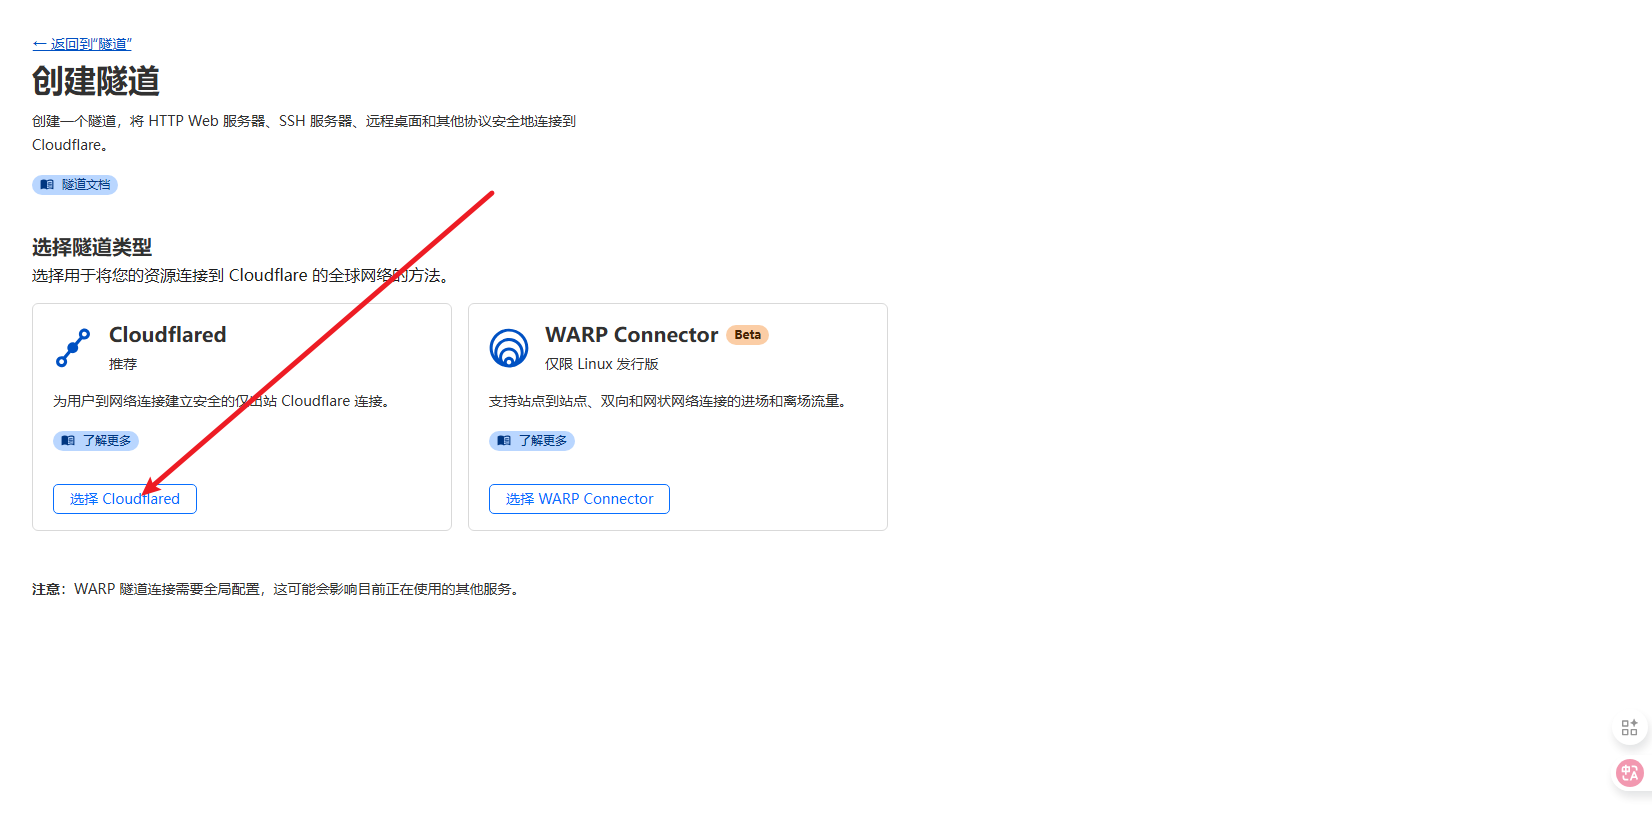 ← 返回到“隧道”
创建隧道
创建一个隧道，将 HTTP Web 服务器、SSH 服务器、远程桌面和其他协议安全地连接到
Cloudflare。
隧道文档
选择隧道类型
选择用于将您的资源连接到 Cloudflare 的全球网络的方法。
Cloudflared
推荐
为用户到网络连接建立安全的仅出站 Cloudflare 连接。
了解更多
选择 Cloudflared
WARP Connector Beta
仅限 Linux 发行版
支持站点到站点、双向和网状网络连接的进场和离场流量。
了解更多
选择 WARP Connector
注意：WARP 隧道连接需要全局配置，这可能会影响目前正在使用的其他服务。
中A